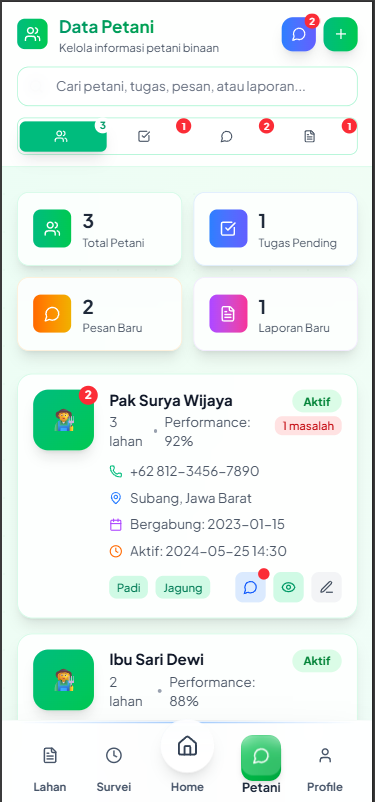 Data Petani
Kelola informasi petani binaan
2
Cari petani, tugas, pesan, atau laporan...
3
1
2
1
3
Total Petani
1
Tugas Pending
2
Pesan Baru
1
Laporan Baru
2
Pak Surya Wijaya
Aktif
3
lahan
•
Performance:
92%
1 masalah
+62 812-3456-7890
Subang, Jawa Barat
Bergabung: 2023-01-15
Aktif: 2024-05-25 14:30
Padi
Jagung
Ibu Sari Dewi
Aktif
2
lahan
•
Performance:
88%
Lahan
Survei
Home
Petani
Profile